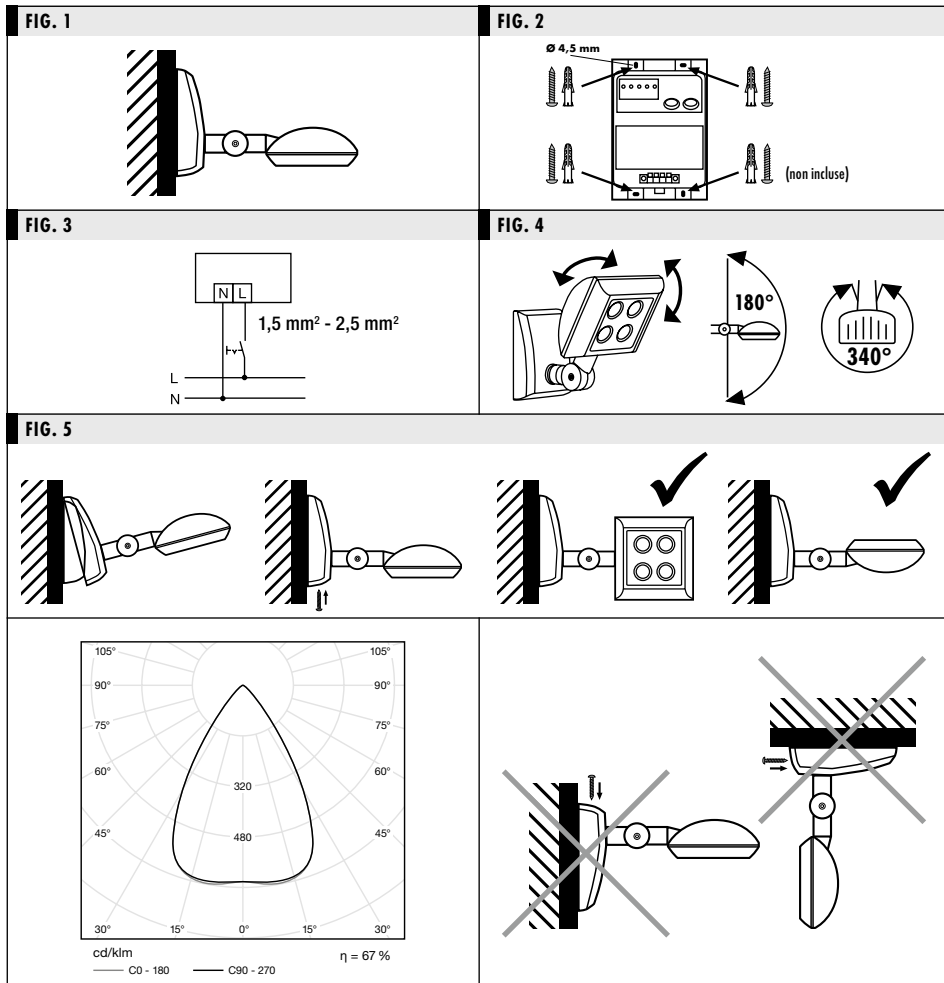 FIG. 1
FIG. 2
Ø 4,5 mm
(non incluse)
FIG. 3
N L
1,5 mm² - 2,5 mm²
L
N
FIG. 4
180°
340°
FIG. 5
105° 105°
90° 90°
75° 75°
60° 60°
320
45° 45°
480
30° 15° 0° 15° 30°
cd/klm η = 67 %
C0 - 180 C90 - 270